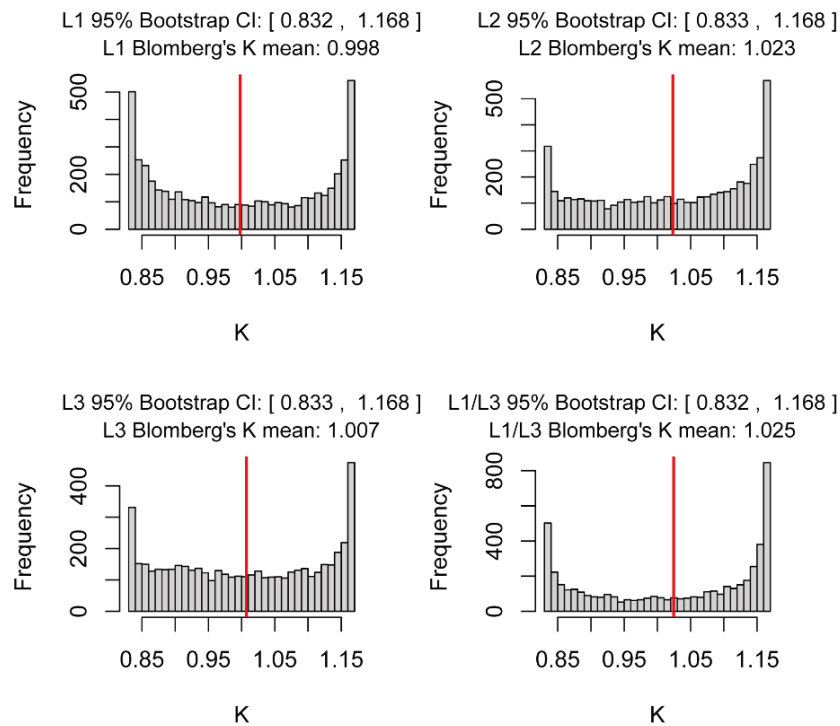 L1 95% Bootstrap CI: [ 0.832 ,  1.168 ]
L1 Blomberg's K mean: 0.998
Frequency
500
200
0
0.85 0.95 1.05 1.15
K
L2 95% Bootstrap CI: [ 0.833 ,  1.168 ]
L2 Blomberg's K mean: 1.023
Frequency
500
200
0
0.85 0.95 1.05 1.15
K
L3 95% Bootstrap CI: [ 0.833 ,  1.168 ]
L3 Blomberg's K mean: 1.007
Frequency
400
200
0
0.85 0.95 1.05 1.15
K
L1/L3 95% Bootstrap CI: [ 0.832 ,  1.168 ]
L1/L3 Blomberg's K mean: 1.025
Frequency
800
400
0
0.85 0.95 1.05 1.15
K